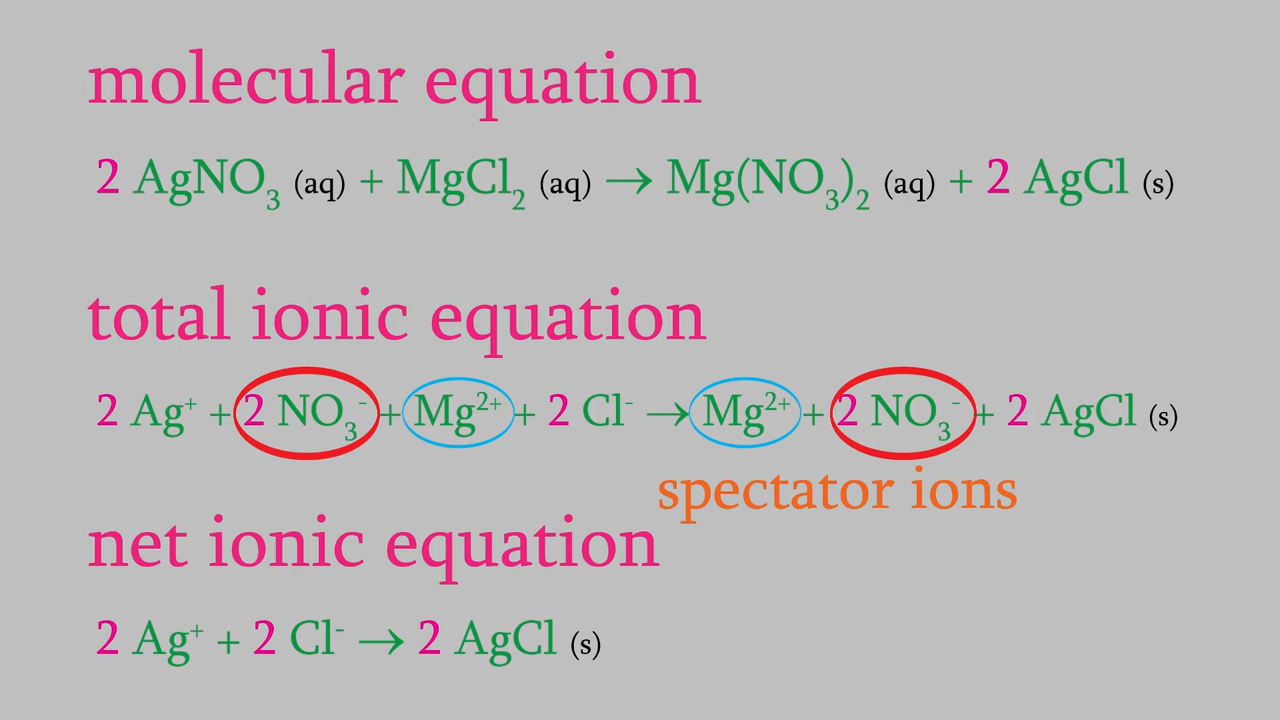 molecular equation
2 AgNO₃ (aq) + MgCl₂ (aq) → Mg(NO₃)₂ (aq) + 2 AgCl (s)
total ionic equation
2 Ag⁺ + 2 NO₃⁻ + Mg²⁺ + 2 Cl⁻ → Mg²⁺ + 2 NO₃⁻ + 2 AgCl (s)
spectator ions
net ionic equation
2 Ag⁺ + 2 Cl⁻ → 2 AgCl (s)